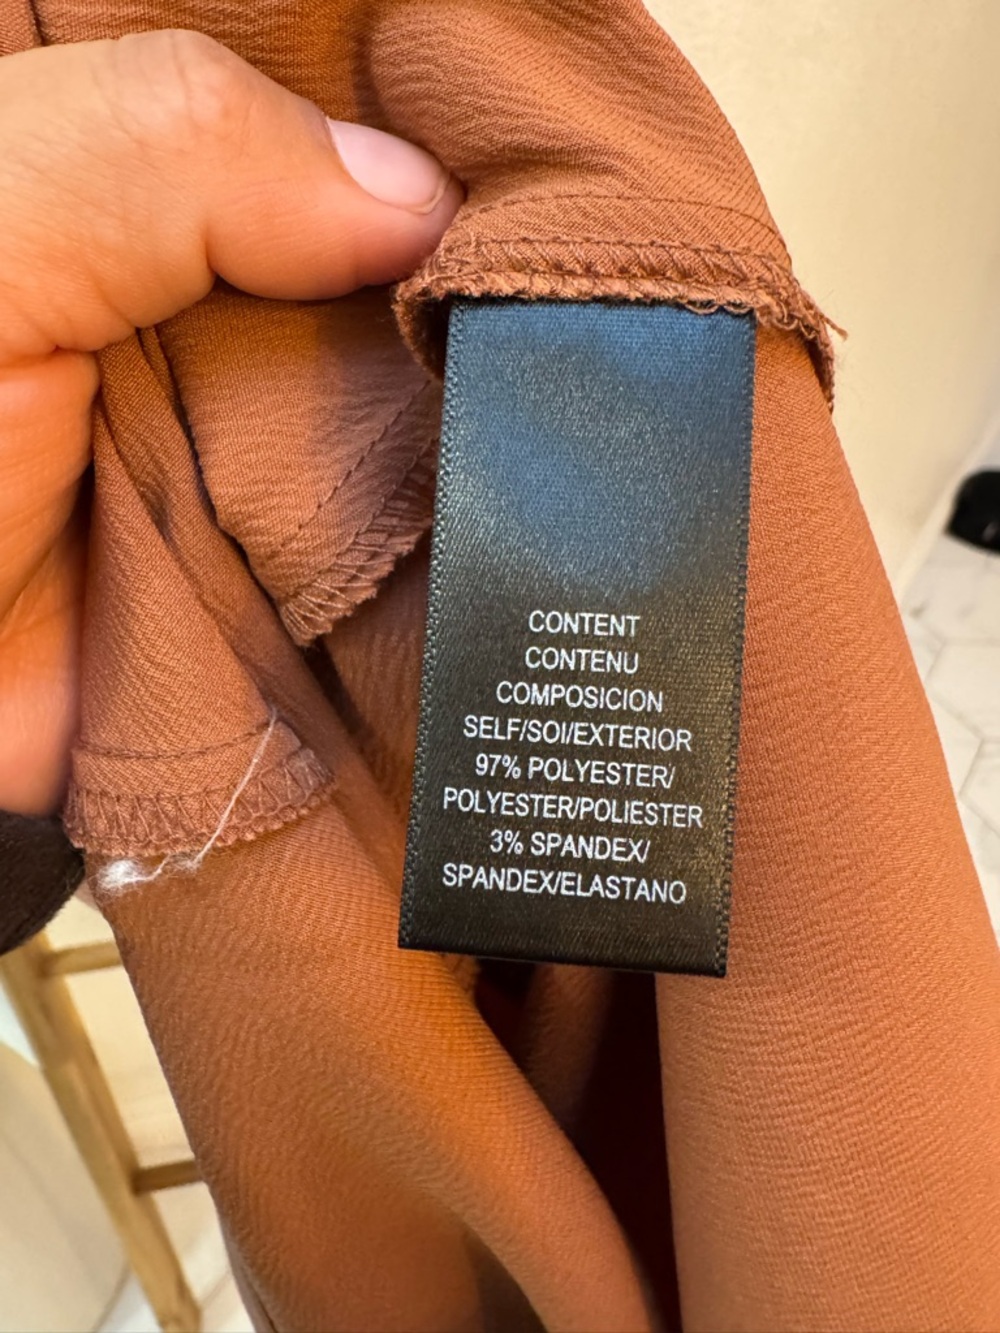 CONTENT
CONTENU
COMPOSICION
SELF/SOI/EXTERIOR
97% POLYESTER/
POLYESTER/POLIESTER
3% SPANDEX/
SPANDEX/ELASTANO